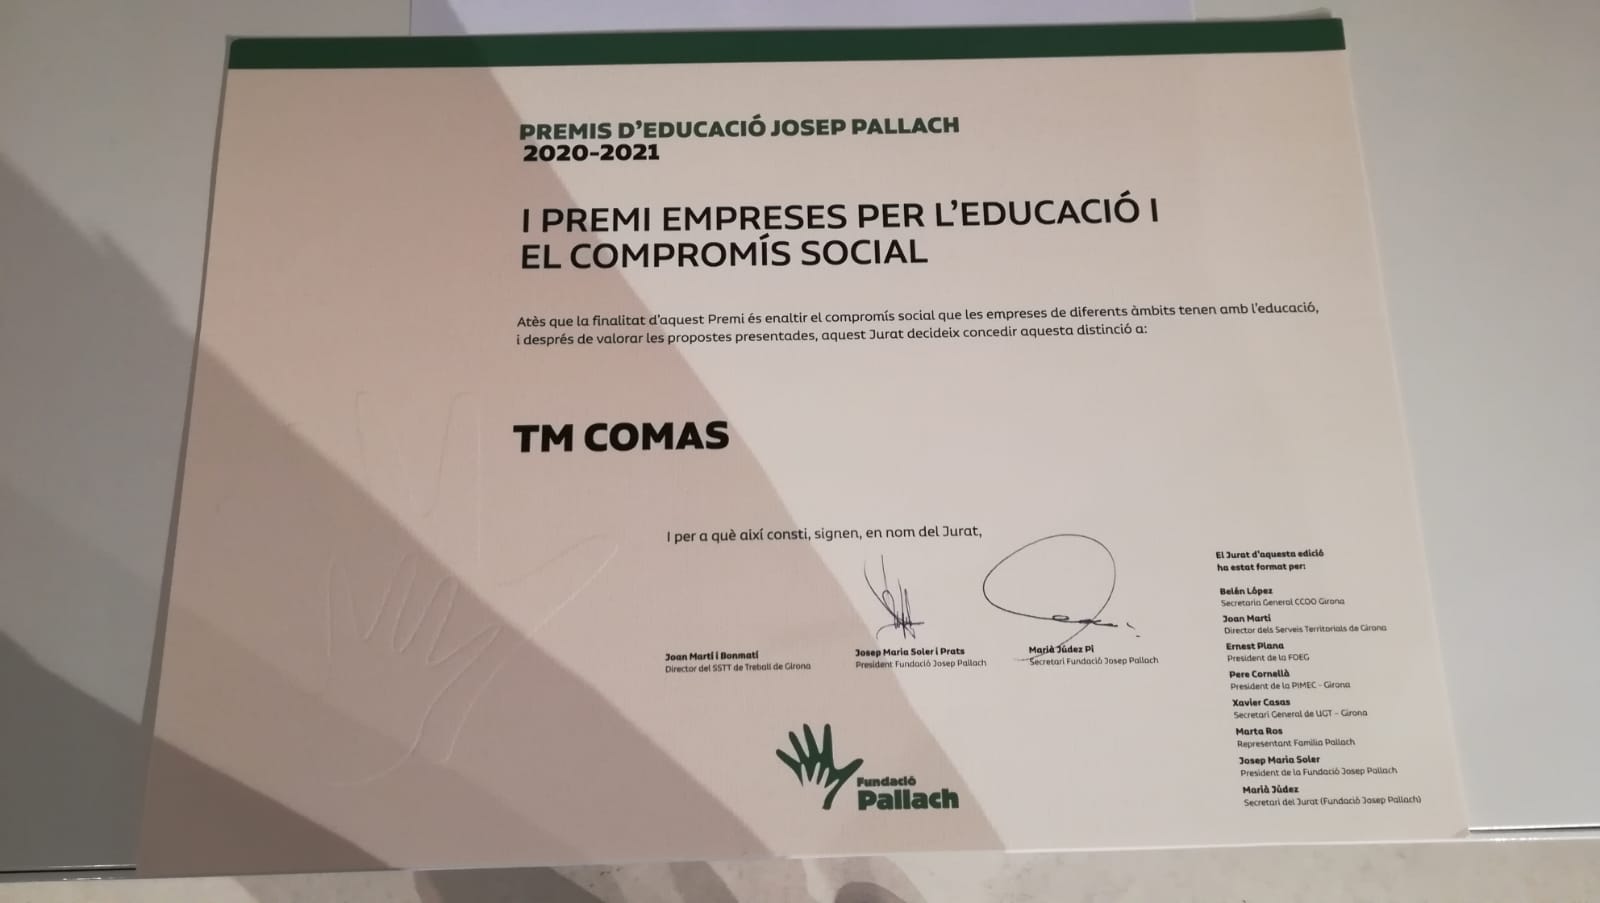 PREMIS D'EDUCACIÓ JOSEP PALLACH
2020-2021
I PREMI EMPRESES PER L'EDUCACIÓ I
EL COMPROMÍS SOCIAL
Atès que la finalitat d'aquest Premi és enaltir el compromís social que les empreses de diferents àmbits tenen amb l'educació,
i després de valorar les propostes presentades, aquest Jurat decideix concedir aquesta distinció a:
TM COMAS
I per a què així consti, signen, en nom del Jurat,
Joan Martí i Bonmatí
Director del SSTT de Treball de Girona
Josep Maria Soler i Prats
President Fundació Josep Pallach
Marià Júdez Pi
Secretari Fundació Josep Pallach
El Jurat d'aquesta edició
ha estat format per:
Belén López
Secretaria General CCOO Girona
Joan Martí
Director dels Serveis Territorials de Girona
Ernest Plana
President de la FOEG
Pere Cornellà
President de la PIMEC - Girona
Xavier Casas
Secretari General de UGT - Girona
Marta Ros
Representant Família Pallach
Josep Maria Soler
President de la Fundació Josep Pallach
Marià Júdez
Secretari del Jurat (Fundació Josep Pallach)
Fundació
Pallach